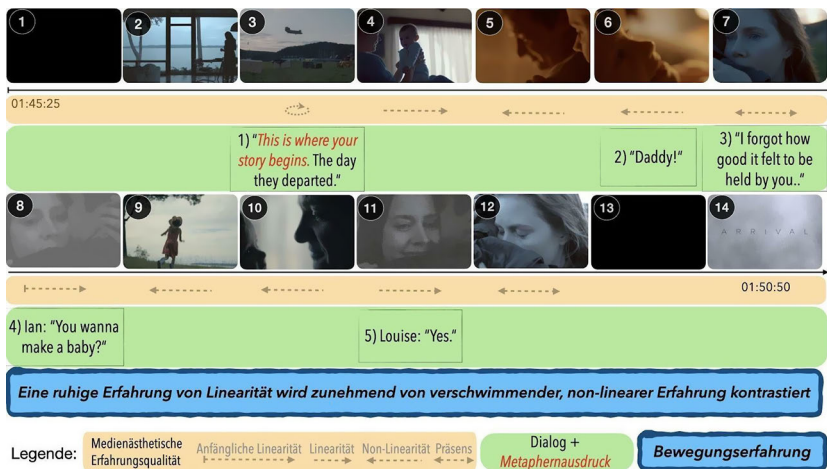 1 2 3 4 5 6 7
01:45:25
1) "This is where your
story begins. The day
they departed."
2) "Daddy!"
3) "I forgot how
good it felt to be
held by you.."
8 9 10 11 12 13 14
ARRIVAL
01:50:50
4) Ian: "You wanna
make a baby?"
5) Louise: "Yes."
Eine ruhige Erfahrung von Linearität wird zunehmend von verschwimmender, non-linearer Erfahrung kontrastiert
Legende:
Medienästhetische
Erfahrungsqualität
Anfängliche Linearität Linearität Non-Linearität Präsens
Dialog +
Metaphernausdruck
Bewegungserfahrung